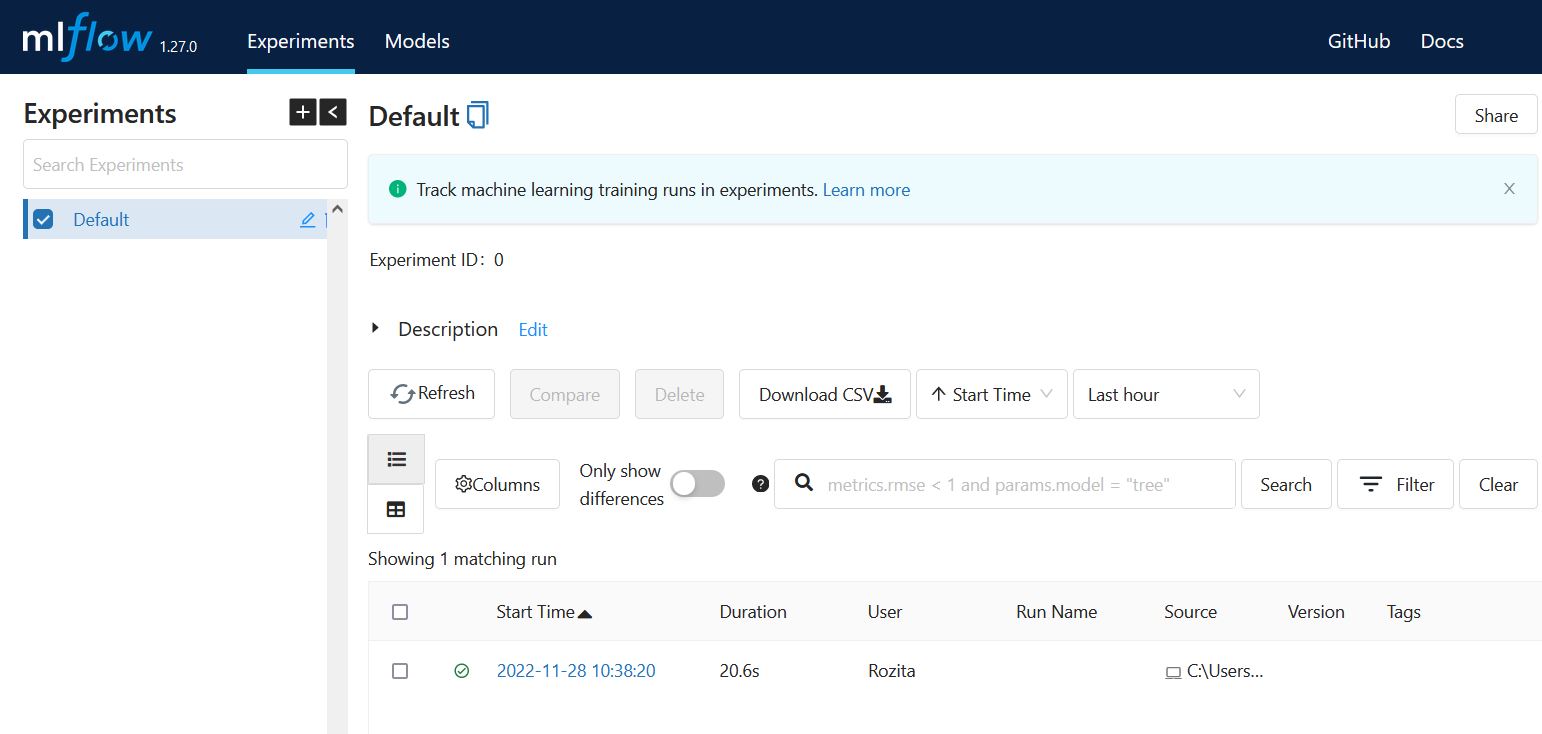 mlflow 1.27.0 Experiments Models GitHub Docs
Experiments
Search Experiments
Default
Default
Share
Track machine learning training runs in experiments. Learn more
Experiment ID: 0
Description Edit
Refresh Compare Delete Download CSV Start Time Last hour
Columns
Only show
differences
metrics.rmse < 1 and params.model = "tree"
Search Filter Clear
Showing 1 matching run
Start Time Duration User Run Name Source Version Tags
2022-11-28 10:38:20 20.6s Rozita C:\Users...